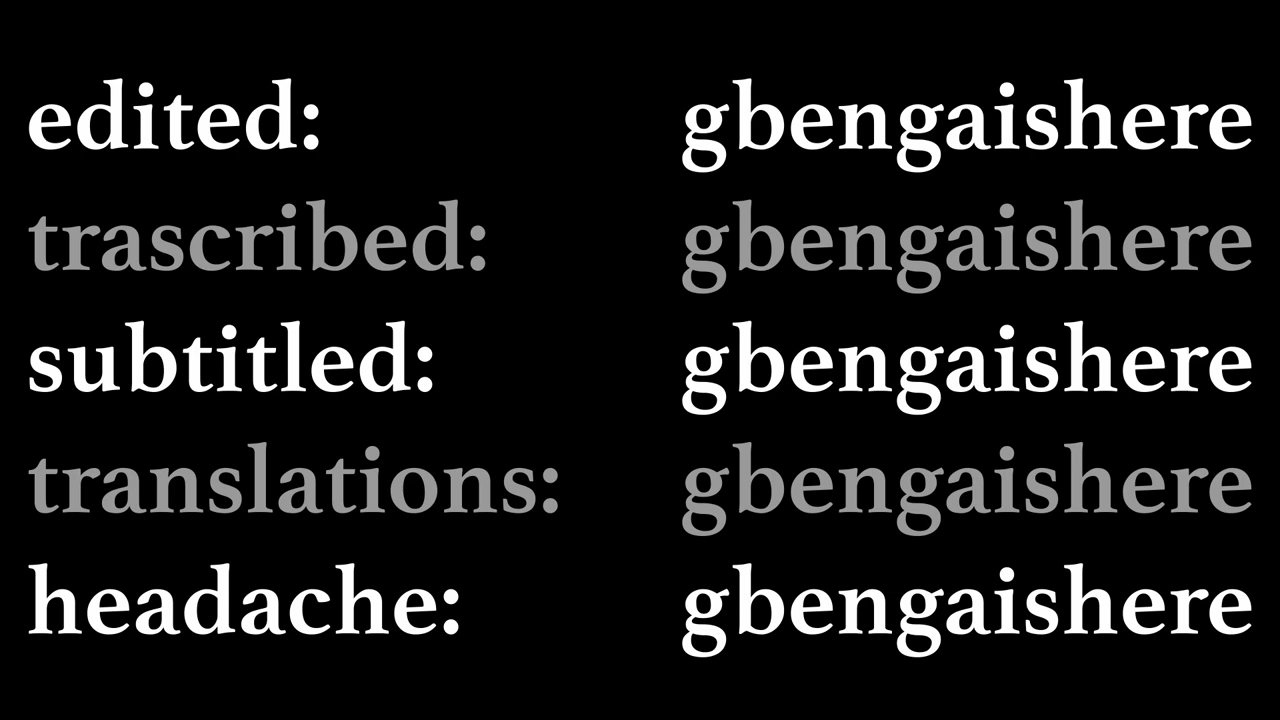 edited: gbengaishere
trascribed: gbengaishere
subtitled: gbengaishere
translations: gbengaishere
headache: gbengaishere